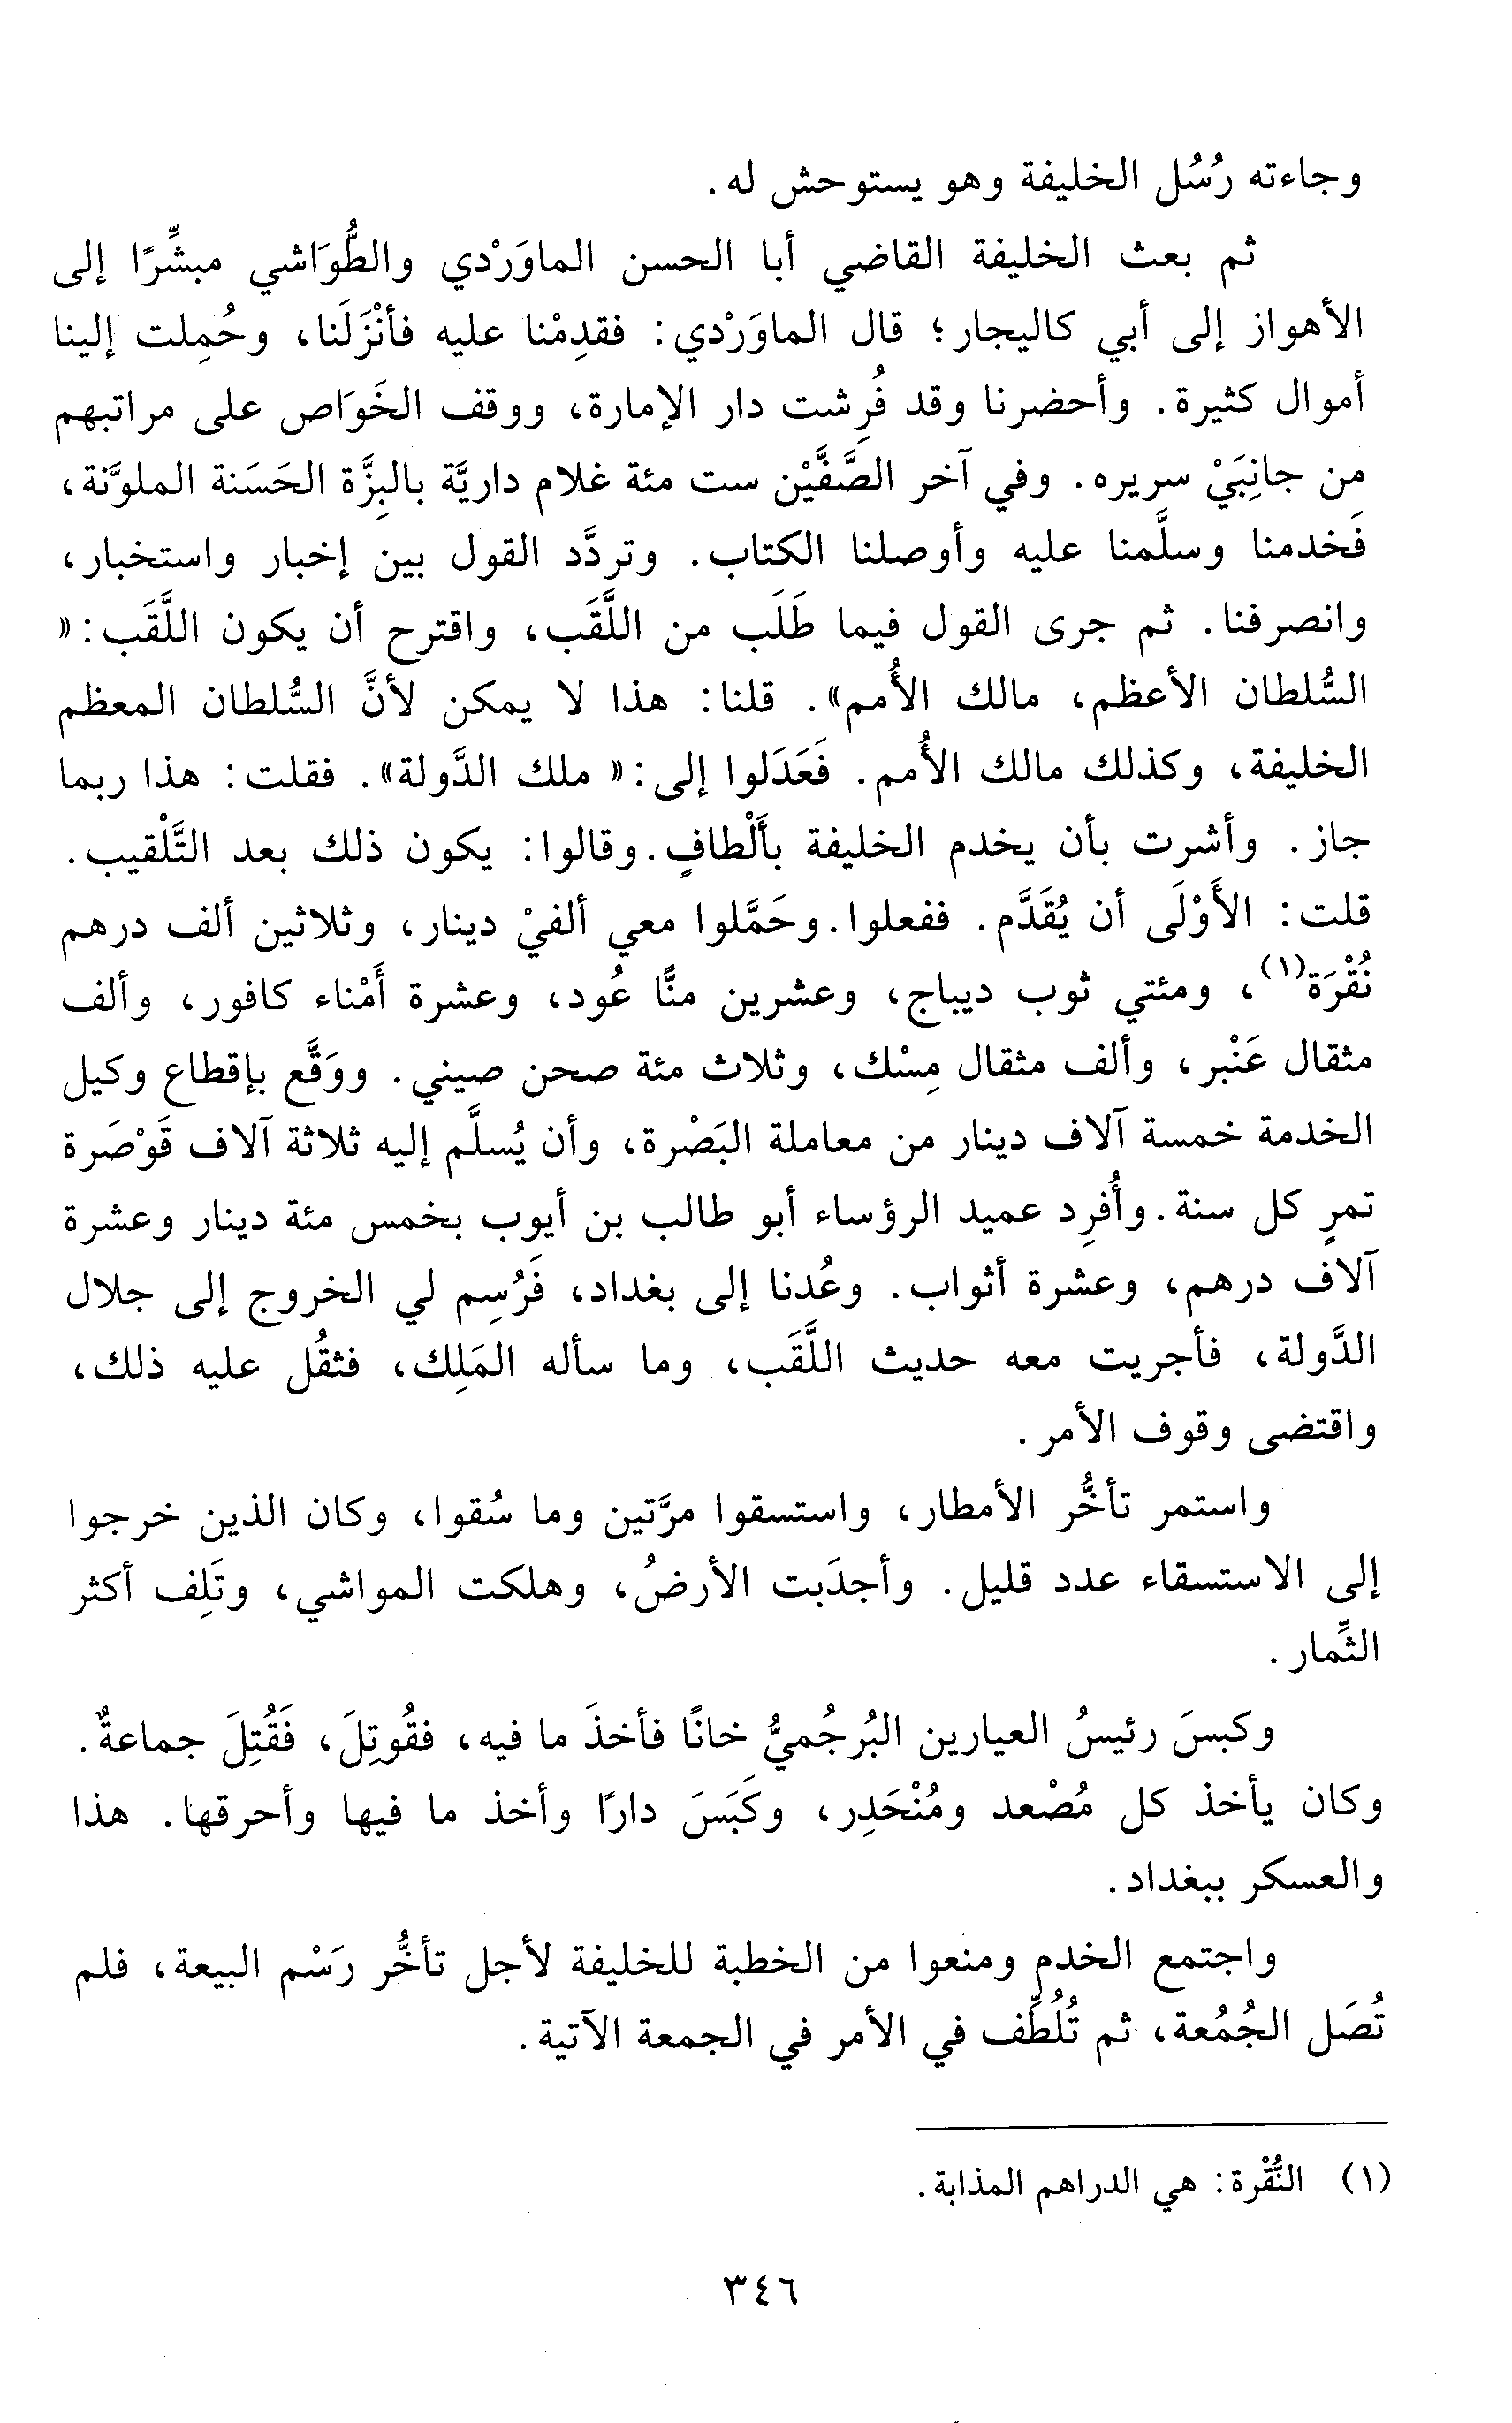 وجاءته رُسُل الخليفة وهو يستوحش له.
ثم بعث الخليفة القاضي أبا الحسن الماوَرْدي والطُّوَاشي مبشِّرًا إلى
الأهواز إلى أبي كاليجار؛ قال الماوَرْدي: فقدِمْنا عليه فأنْزَلَنا، وحُمِلت إلينا
أموال كثيرة. وأحضرنا وقد فُرِشت دار الإمارة، ووقف الخَوَاص على مراتبهم
من جانِبَيْ سريره. وفي آخر الصَّفَّيْن ست مئة غلام داريَّة بالبِزَّة الحَسَنة الملوَّنة،
فَخدمنا وسلَّمنا عليه وأوصلنا الكتاب. وتردَّد القول بين إخبار واستخبار،
وانصرفنا. ثم جرى القول فيما طَلَب من اللَّقَب، واقترح أن يكون اللَّقَب: «
السُّلطان الأعظم، مالك الأُمم». قلنا: هذا لا يمكن لأنَّ السُّلطان المعظم
الخليفة، وكذلك مالك الأُمم. فَعَدَلوا إلى: « ملك الدَّولة». فقلت: هذا ربما
جاز. وأشرت بأن يخدم الخليفة بأَلْطافٍ. وقالوا: يكون ذلك بعد التَّلْقيب.
قلت: الأَوْلَى أن يُقَدَّم. ففعلوا. وحَمَّلوا معي ألفيْ دينار، وثلاثين ألف درهم
نُقْرَة(١)، ومئتي ثوب ديباج، وعشرين منًّا عُود، وعشرة أَمْناء كافور، وألف
مثقال عَنْبر، وألف مثقال مِسْك، وثلاث مئة صحن صيني. ووَقَّع بإقطاع وكيل
الخدمة خمسة آلاف دينار من معاملة البَصْرة، وأن يُسلَّم إليه ثلاثة آلاف قَوْصَرة
تمرٍ كل سنة. وأُفرِد عميد الرؤساء أبو طالب بن أيوب بخمس مئة دينار وعشرة
آلاف درهم، وعشرة أثواب. وعُدنا إلى بغداد، فَرُسِم لي الخروج إلى جلال
الدَّولة، فأجريت معه حديث اللَّقَب، وما سأله المَلِك، فثقُل عليه ذلك،
واقتضى وقوف الأمر.
واستمر تأخُّر الأمطار، واستسقوا مرَّتين وما سُقوا، وكان الذين خرجوا
إلى الاستسقاء عدد قليل. وأجدَبت الأرضُ، وهلكت المواشي، وتَلِف أكثر
الثِّمار.
وكبسَ رئيسُ العيارين البُرجُميُّ خانًا فأخذَ ما فيه، فقُوتِلَ، فَقُتِلَ جماعةٌ.
وكان يأخذ كل مُصْعد ومُنْحَدِر، وكَبَسَ دارًا وأخذ ما فيها وأحرقها. هذا
والعسكر ببغداد.
واجتمع الخدم ومنعوا من الخطبة للخليفة لأجل تأخُّر رَسْم البيعة، فلم
تُصَل الجُمُعة، ثم تُلُطِّف في الأمر في الجمعة الآتية.
(١) النُّقْرة: هي الدراهم المذابة.
٣٤٦